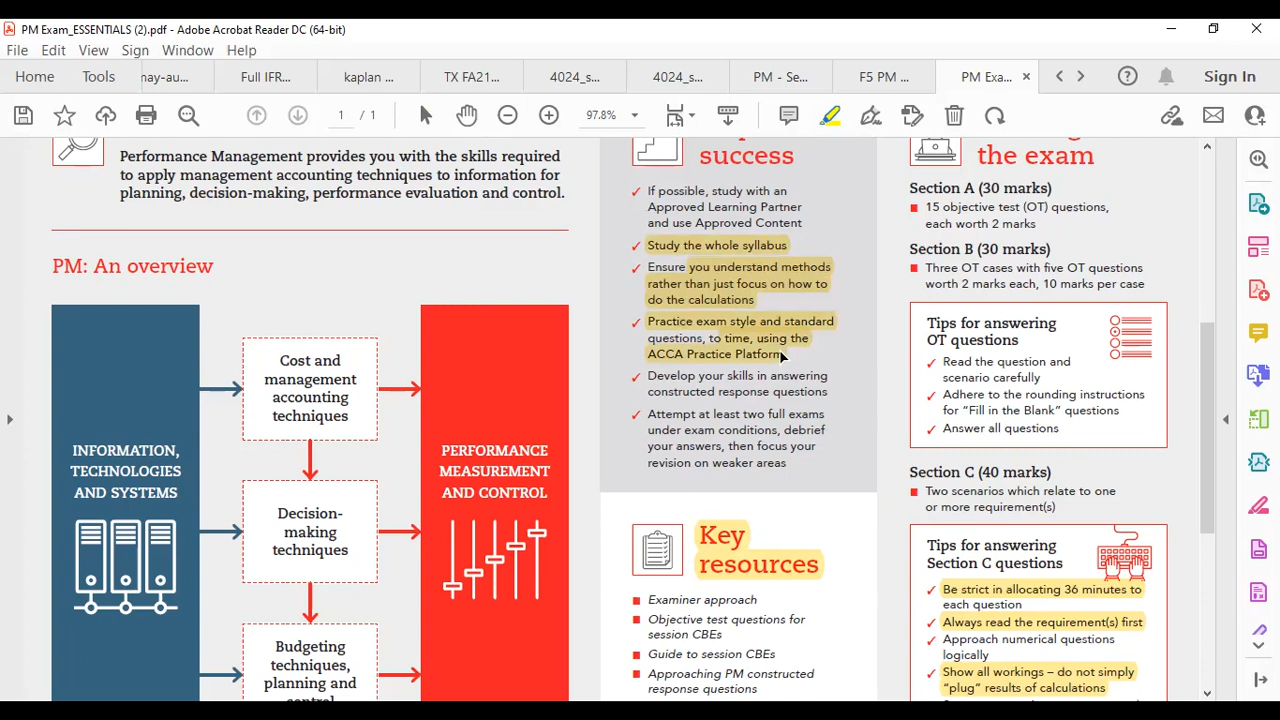 PM Exam_ESSENTIALS (2).pdf - Adobe Acrobat Reader DC (64-bit)
File Edit View Sign Window Help
Home Tools nay-au... Full IFR... kaplan ... TX FA21... 4024_s... 4024_s... PM - Se... F5 PM ... PM Exa... Sign In
1 / 1 97.8%
Performance Management provides you with the skills required
to apply management accounting techniques to information for
planning, decision-making, performance evaluation and control.
PM: An overview
INFORMATION,
TECHNOLOGIES
AND SYSTEMS
Cost and
management
accounting
techniques
Decision-
making
techniques
Budgeting
techniques,
planning and
control
PERFORMANCE
MEASUREMENT
AND CONTROL
success
If possible, study with an
Approved Learning Partner
and use Approved Content
Study the whole syllabus
Ensure you understand methods
rather than just focus on how to
do the calculations
Practice exam style and standard
questions, to time, using the
ACCA Practice Platform
Develop your skills in answering
constructed response questions
Attempt at least two full exams
under exam conditions, debrief
your answers, then focus your
revision on weaker areas
Key
resources
Examiner approach
Objective test questions for
session CBEs
Guide to session CBEs
Approaching PM constructed
response questions
the exam
Section A (30 marks)
15 objective test (OT) questions,
each worth 2 marks
Section B (30 marks)
Three OT cases with five OT questions
worth 2 marks each, 10 marks per case
Tips for answering
OT questions
Read the question and
scenario carefully
Adhere to the rounding instructions
for “Fill in the Blank” questions
Answer all questions
Section C (40 marks)
Two scenarios which relate to one
or more requirement(s)
Tips for answering
Section C questions
Be strict in allocating 36 minutes to
each question
Always read the requirement(s) first
Approach numerical questions
logically
Show all workings – do not simply
“plug” results of calculations